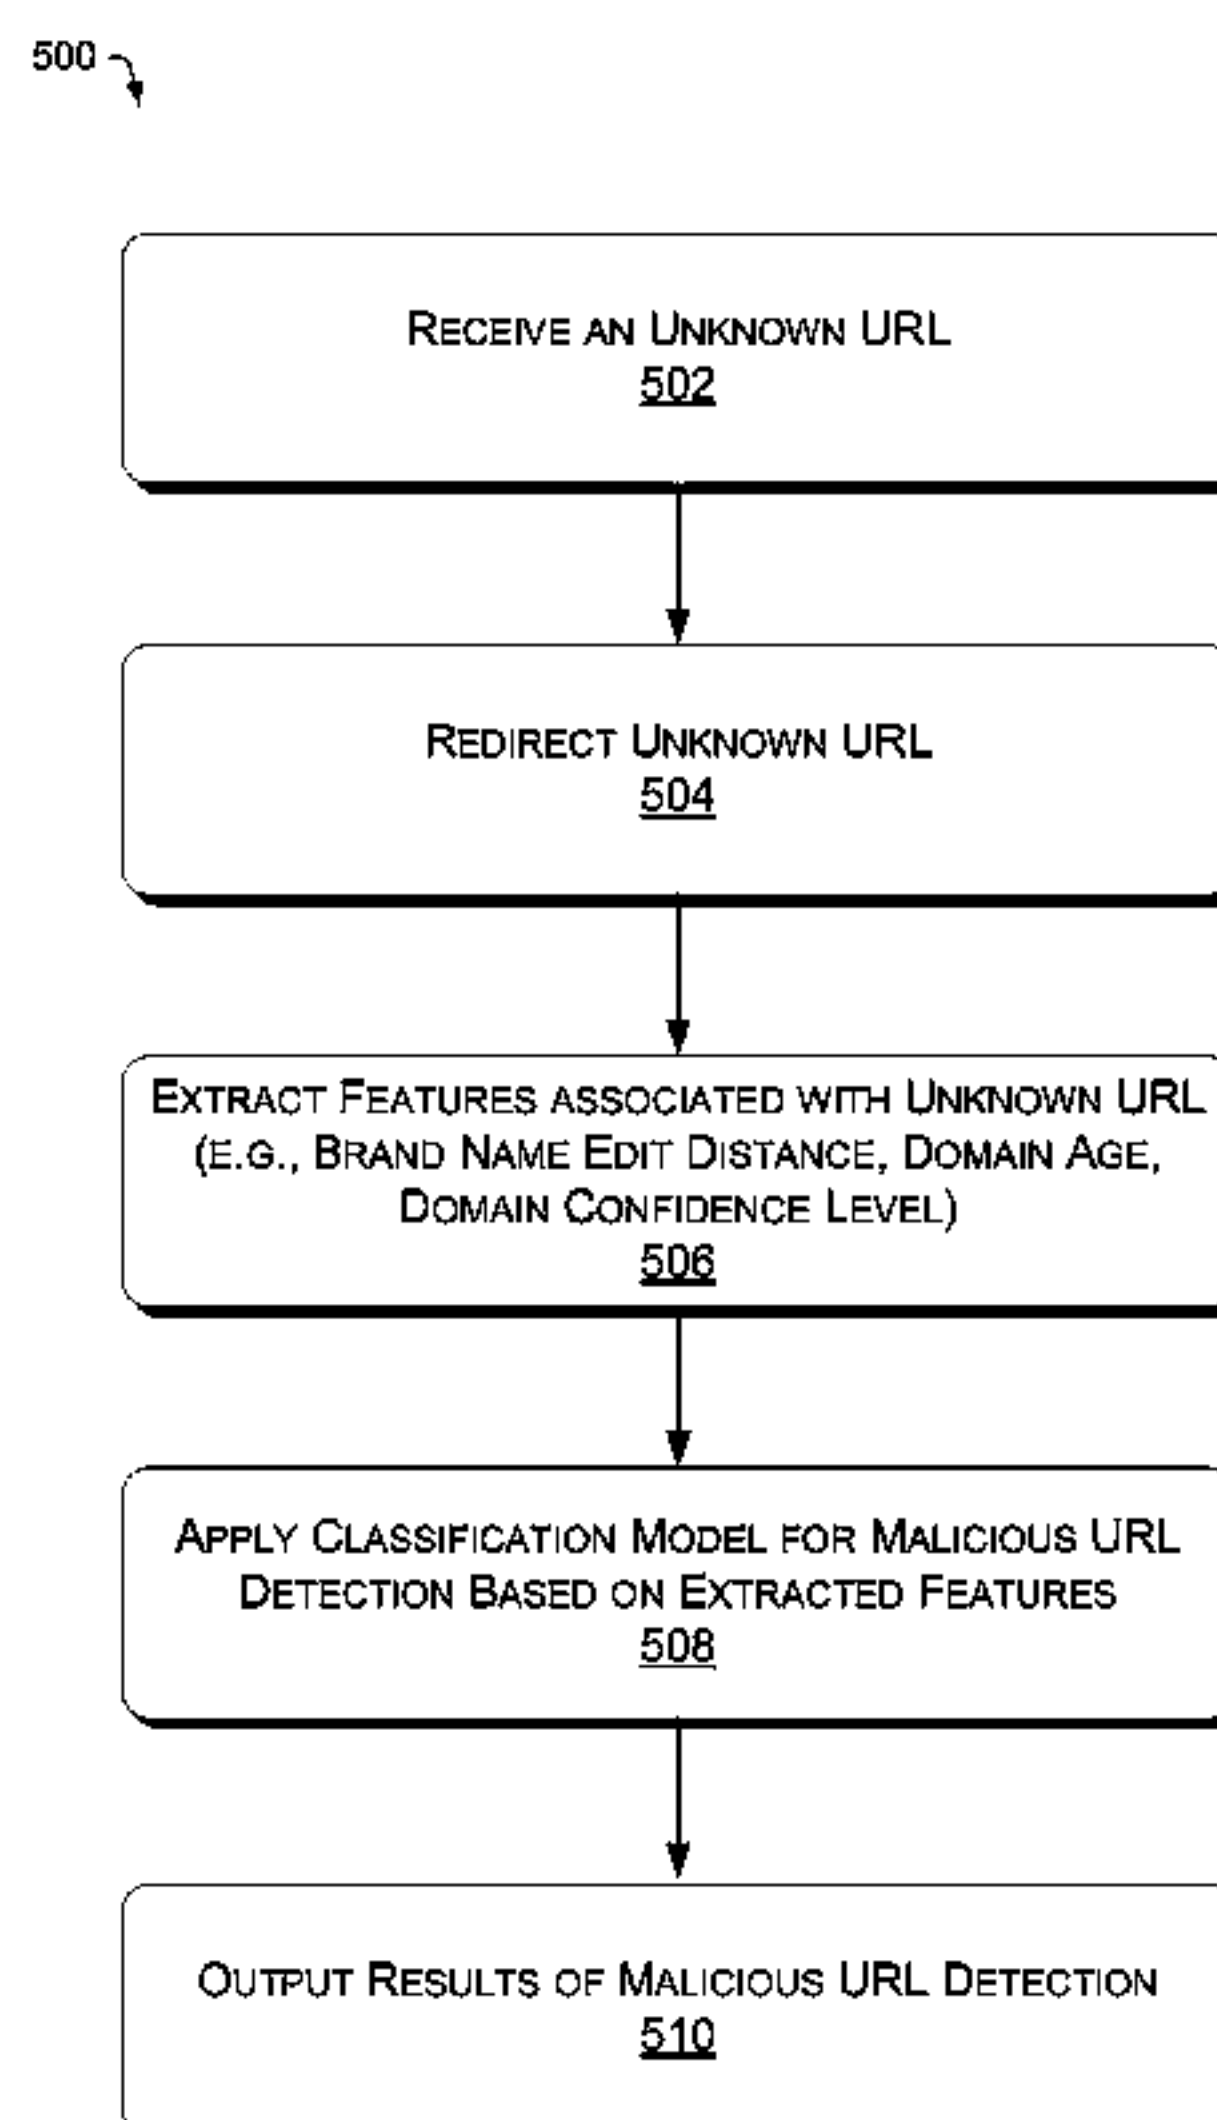 500
RECEIVE AN UNKNOWN URL
502
REDIRECT UNKNOWN URL
504
EXTRACT FEATURES ASSOCIATED WITH UNKNOWN URL
(E.G., BRAND NAME EDIT DISTANCE, DOMAIN AGE,
DOMAIN CONFIDENCE LEVEL)
506
APPLY CLASSIFICATION MODEL FOR MALICIOUS URL
DETECTION BASED ON EXTRACTED FEATURES
508
OUTPUT RESULTS OF MALICIOUS URL DETECTION
510